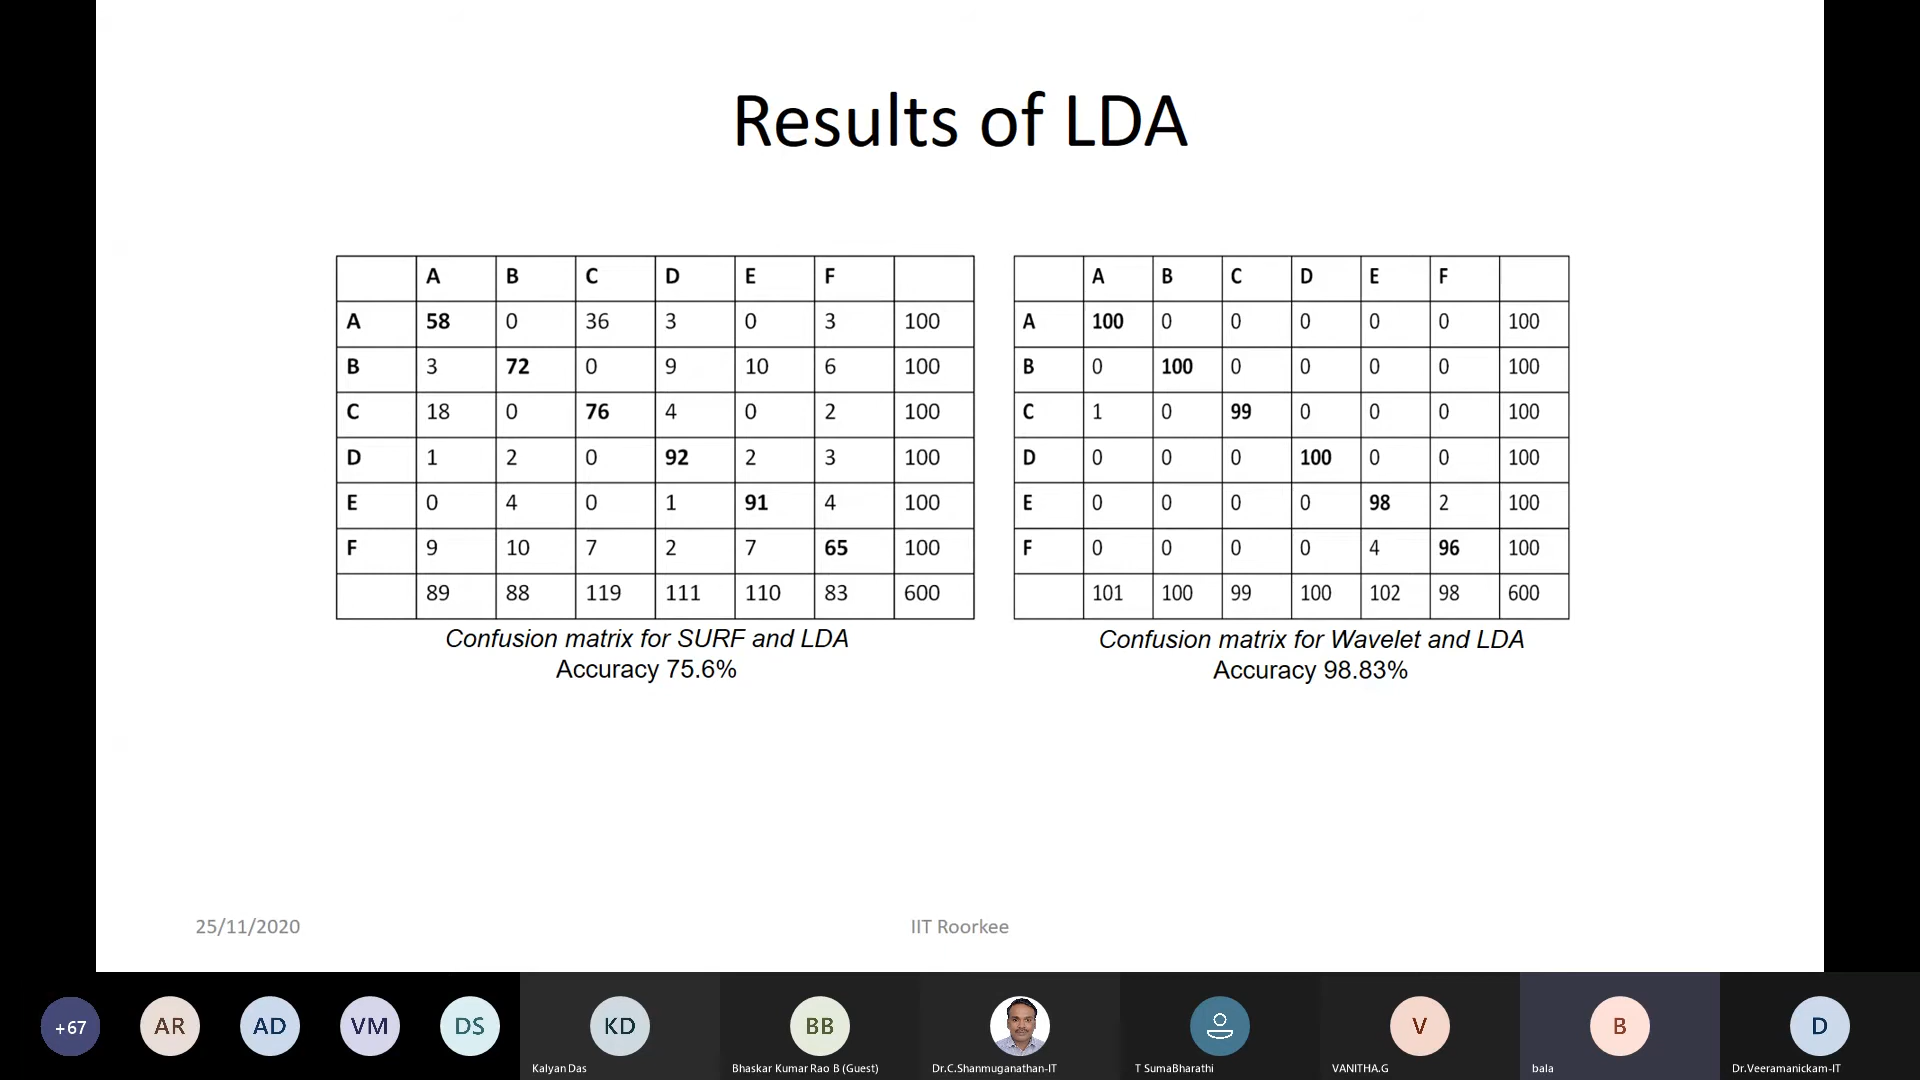 Results of LDA
A B C D E F
A 58 0 36 3 0 3 100
B 3 72 0 9 10 6 100
C 18 0 76 4 0 2 100
D 1 2 0 92 2 3 100
E 0 4 0 1 91 4 100
F 9 10 7 2 7 65 100
89 88 119 111 110 83 600
Confusion matrix for SURF and LDA
Accuracy 75.6%
A B C D E F
A 100 0 0 0 0 0 100
B 0 100 0 0 0 0 100
C 1 0 99 0 0 0 100
D 0 0 0 100 0 0 100
E 0 0 0 0 98 2 100
F 0 0 0 0 4 96 100
101 100 99 100 102 98 600
Confusion matrix for Wavelet and LDA
Accuracy 98.83%
25/11/2020 IIT Roorkee
+67 AR AD VM DS KD BB V B D
Kalyan Das Bhaskar Kumar Rao B (Guest) Dr.C.Shanmuganathan-IT T SumaBharathi VANITHA.G bala Dr.Veeramanickam-IT